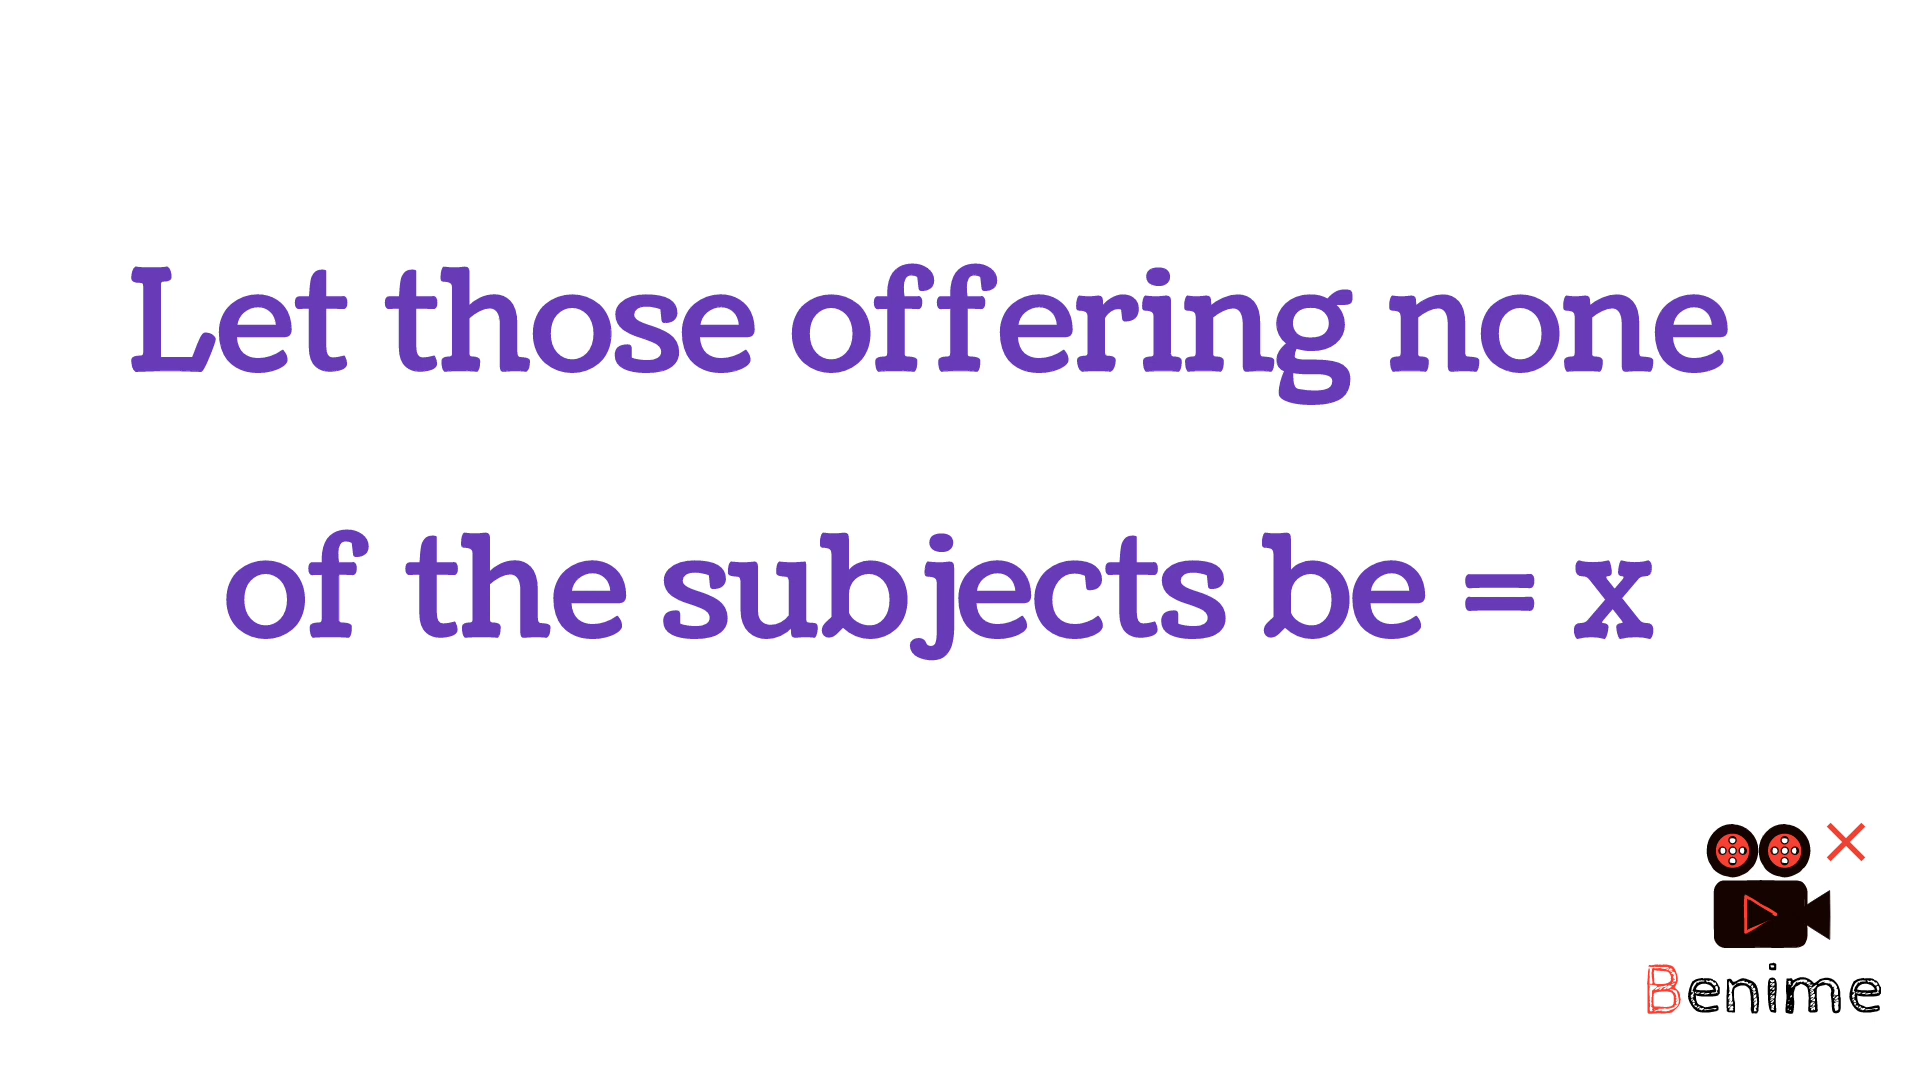 Let those offering none
of the subjects be = x
Benime